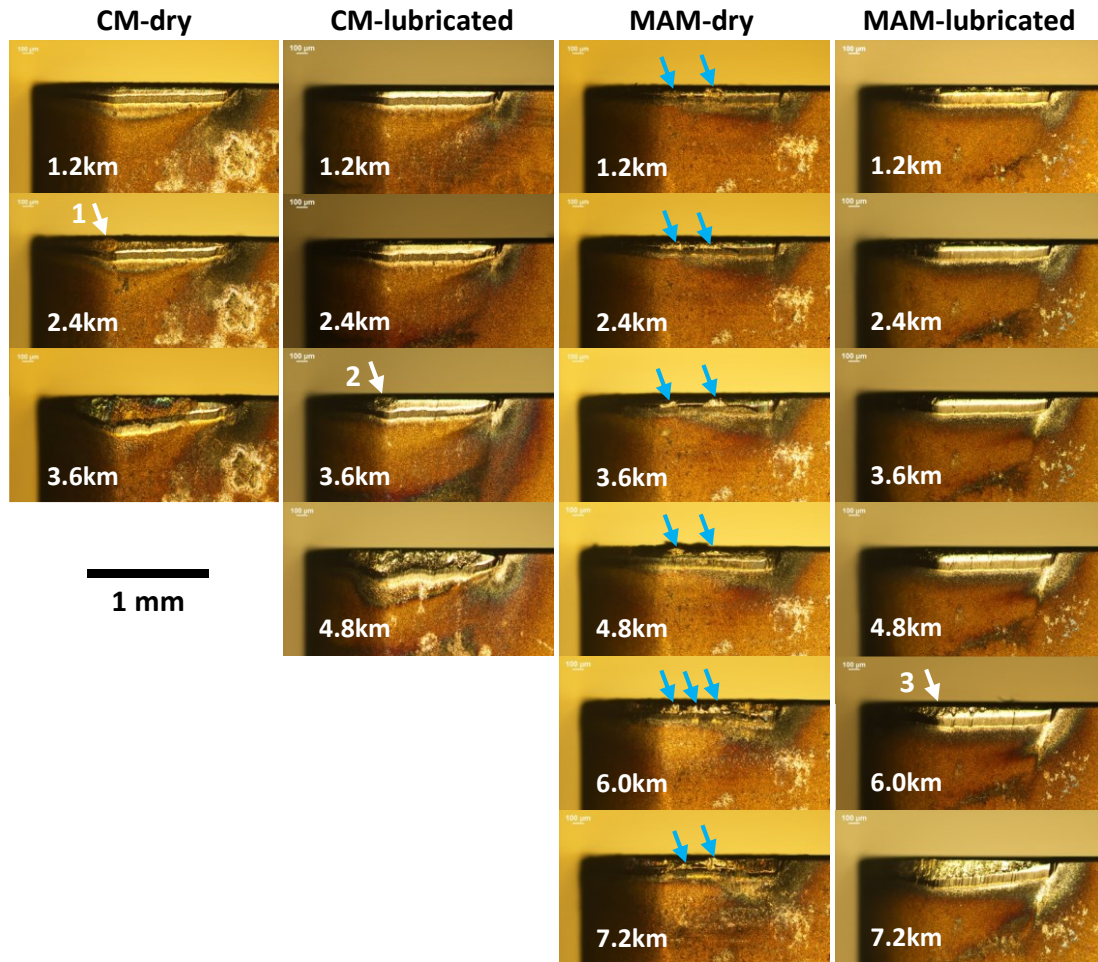 CM-dry CM-lubricated MAM-dry MAM-lubricated
100 µm 100 µm 100 µm 100 µm
1.2km 1.2km 1.2km 1.2km
100 µm 100 µm 100 µm 100 µm
1
2.4km 2.4km 2.4km 2.4km
100 µm 100 µm 100 µm 100 µm
2
3.6km 3.6km 3.6km 3.6km
100 µm 100 µm 100 µm
1 mm
4.8km 4.8km 4.8km
100 µm 100 µm
3
6.0km 6.0km
100 µm 100 µm
7.2km 7.2km